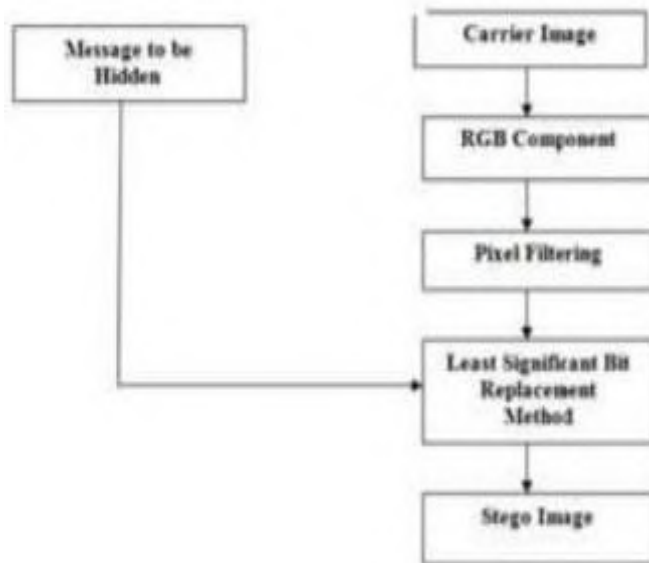 Message to be
Hidden
Carrier Image
RGB Component
Pixel Filtering
Least Significant Bit
Replacement
Method
Stego Image